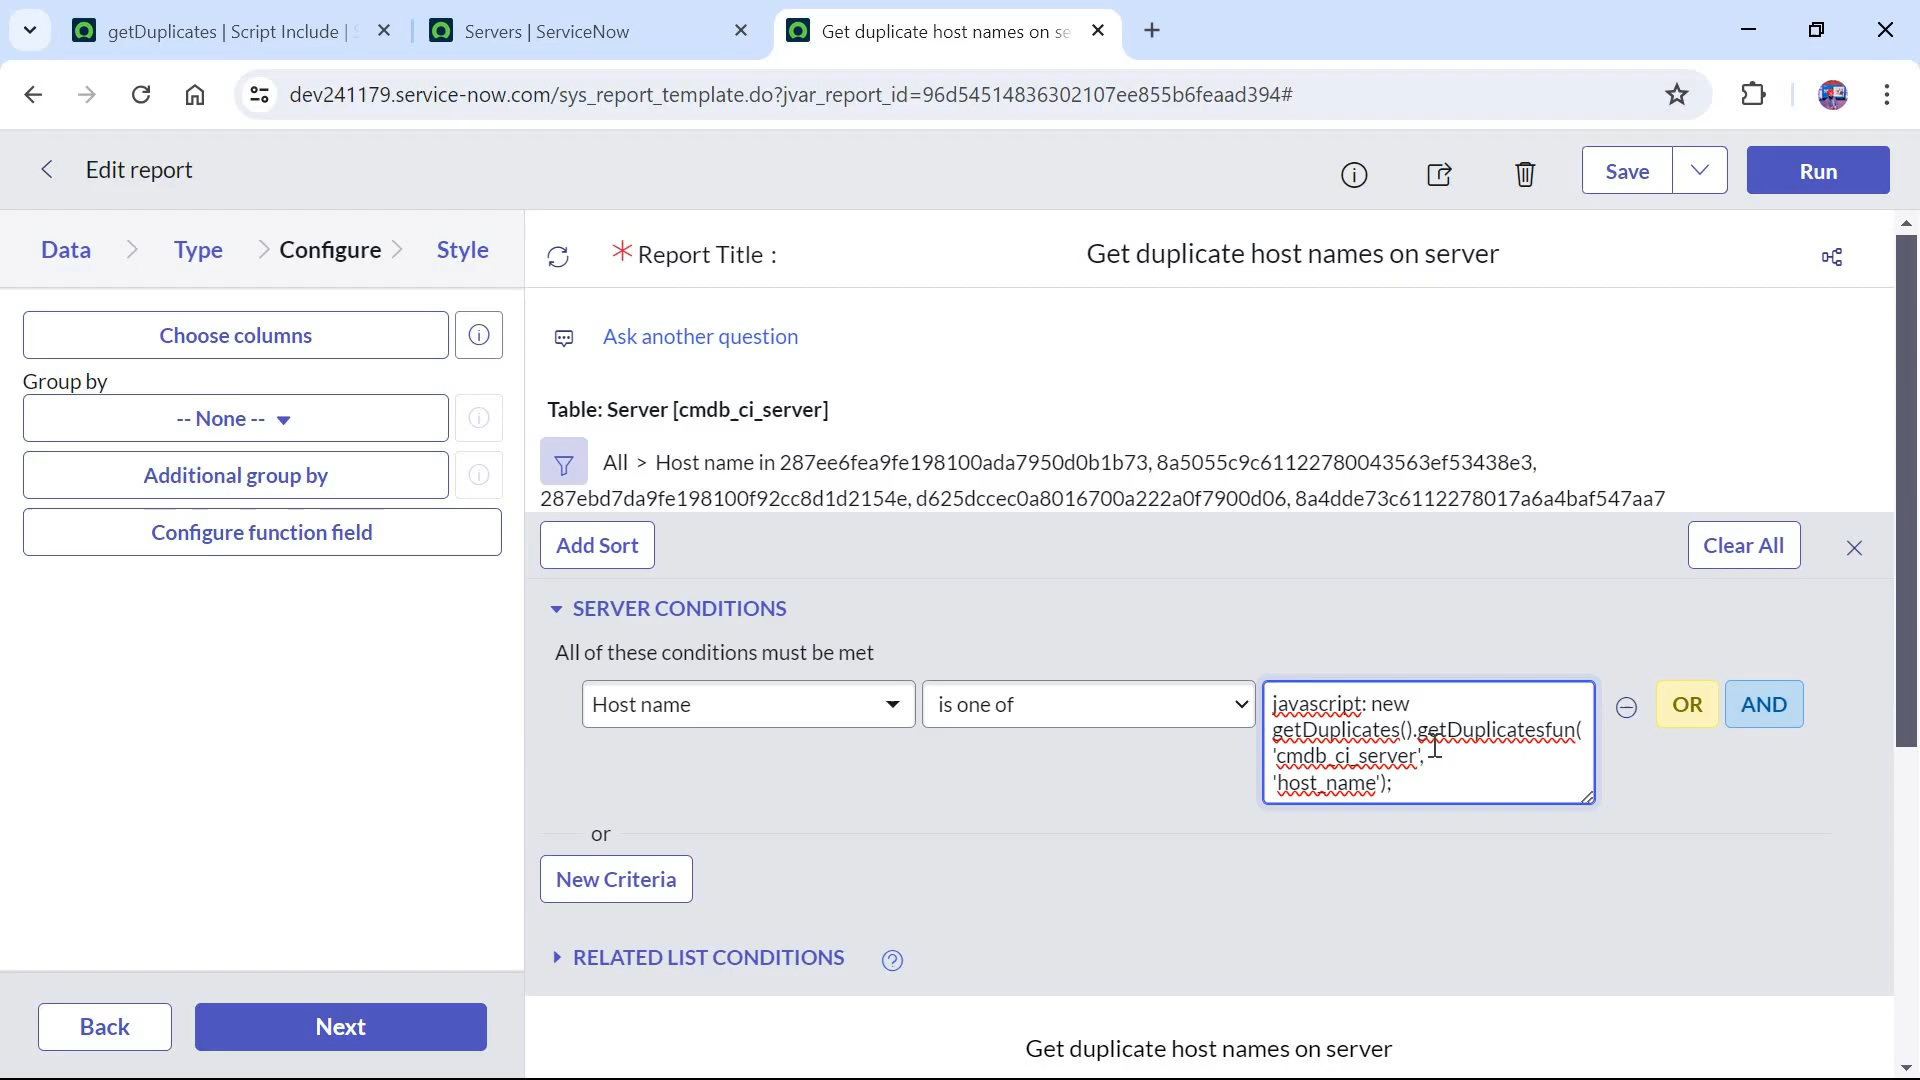 getDuplicates | Script Include | S
Servers | ServiceNow
Get duplicate host names on se
dev241179.service-now.com/sys_report_template.do?jvar_report_id=96d54514836302107ee855b6feaad394#
Edit report
Save
Run
Data
Type
Configure
Style
* Report Title :
Get duplicate host names on server
Choose columns
Ask another question
Group by
-- None --
Table: Server [cmdb_ci_server]
Additional group by
All > Host name in 287ee6fea9fe198100ada7950d0b1b73, 8a5055c9c61122780043563ef53438e3,
287ebd7da9fe198100f92cc8d1d2154e, d625dccec0a8016700a222a0f7900d06, 8a4dde73c6112278017a6a4baf547aa7
Configure function field
Add Sort
Clear All
SERVER CONDITIONS
All of these conditions must be met
Host name
is one of
javascript: new
getDuplicates().getDuplicatesfun(
'cmdb_ci_server',
'host_name');
OR
AND
or
New Criteria
RELATED LIST CONDITIONS
Back
Next
Get duplicate host names on server